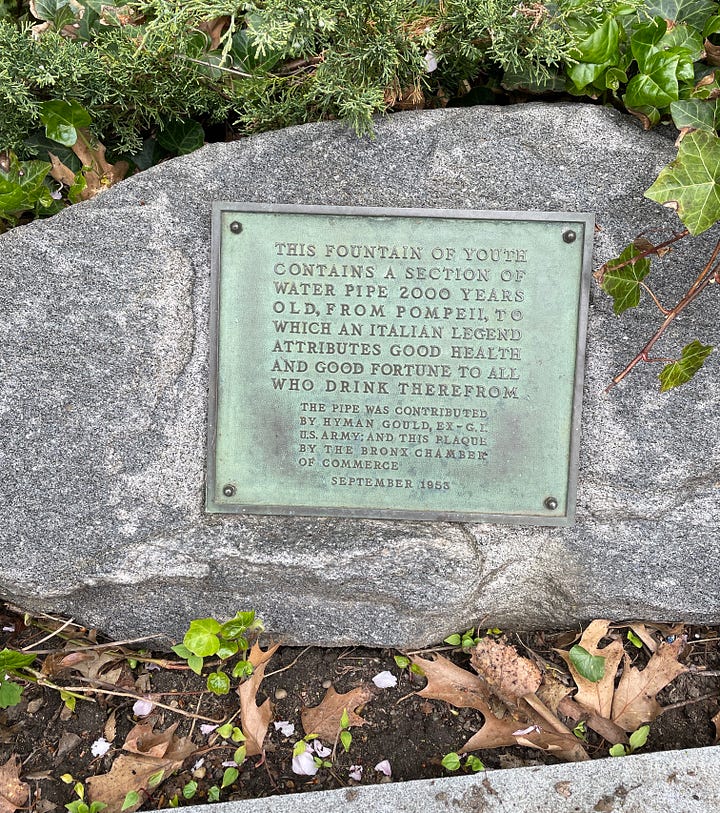 THIS FOUNTAIN OF YOUTH
CONTAINS A SECTION OF
WATER PIPE 2000 YEARS
OLD, FROM POMPEII, TO
WHICH AN ITALIAN LEGEND
ATTRIBUTES GOOD HEALTH
AND GOOD FORTUNE TO ALL
WHO DRINK THEREFROM
THE PIPE WAS CONTRIBUTED
BY HYMAN GOULD, EX-G.I.
U.S. ARMY; AND THIS PLAQUE
BY THE BRONX CHAMBER
OF COMMERCE
SEPTEMBER 1953